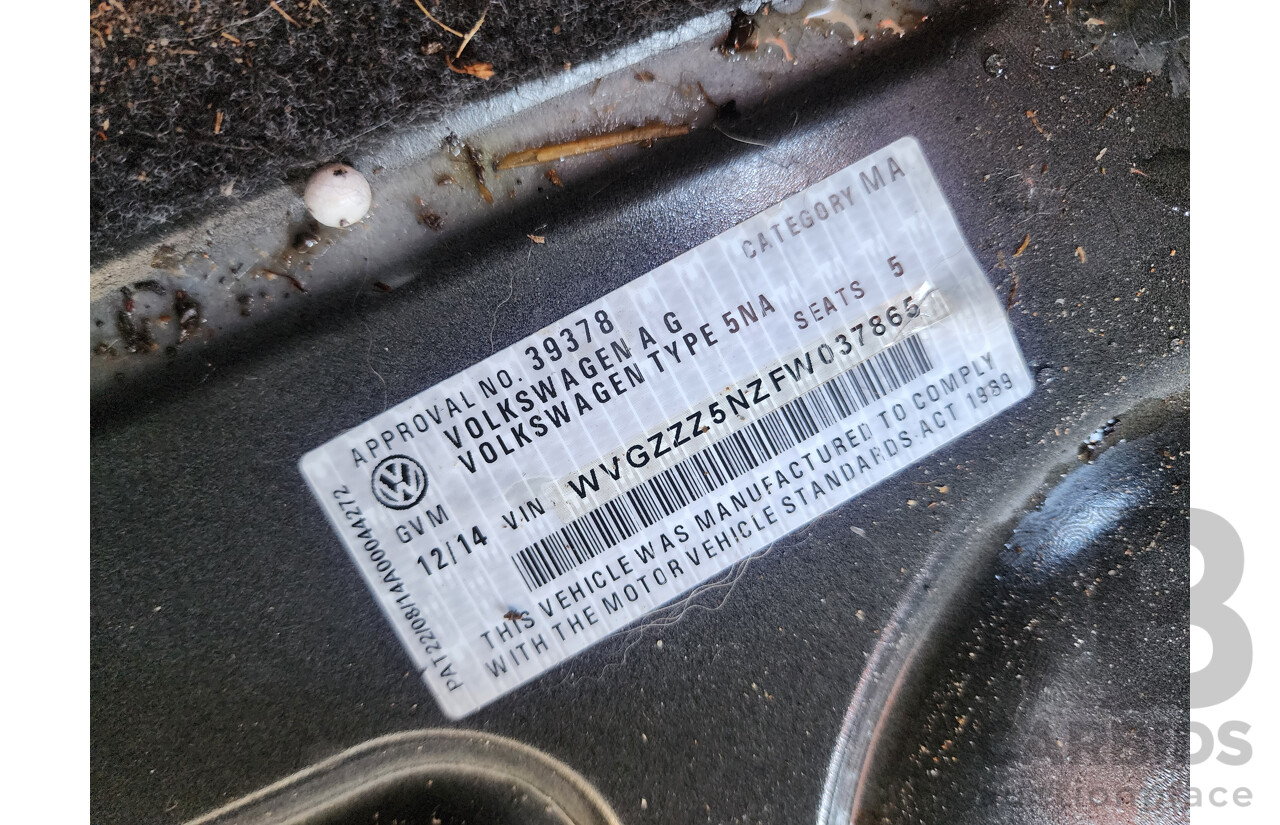 APPROVAL NO. 39378 CATEGORY MA
VOLKSWAGEN A G
VOLKSWAGEN TYPE 5NA SEATS 5
GVM
12/14 VIN WVGZZZ5NZFW037865
THIS VEHICLE WAS MANUFACTURED TO COMPLY
WITH THE MOTOR VEHICLE STANDARDS ACT 1989
PAT22/08/14A00044272